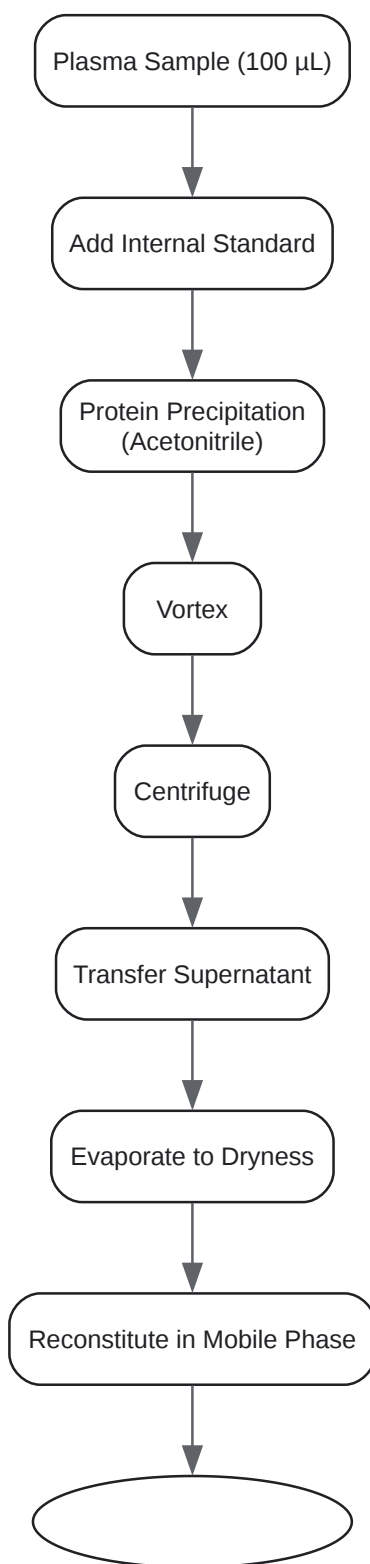 Plasma Sample (100 µL)
Add Internal Standard
Protein Precipitation
(Acetonitrile)
Vortex
Centrifuge
Transfer Supernatant
Evaporate to Dryness
Reconstitute in Mobile Phase